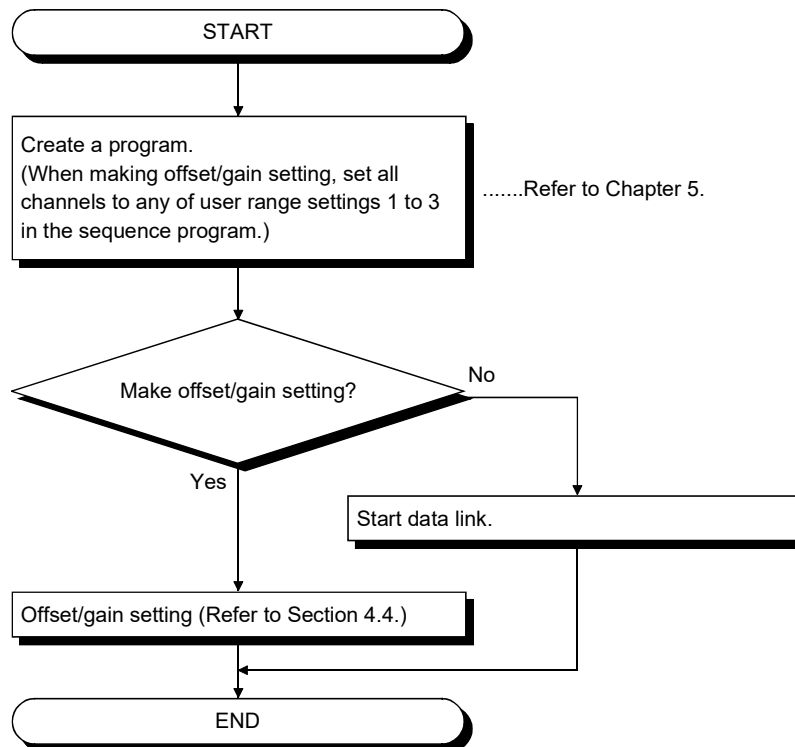 START
Create a program.
(When making offset/gain setting, set all
channels to any of user range settings 1 to 3
in the sequence program.)
.......Refer to Chapter 5.
Make offset/gain setting?
No
Yes
Start data link.
Offset/gain setting (Refer to Section 4.4.)
END